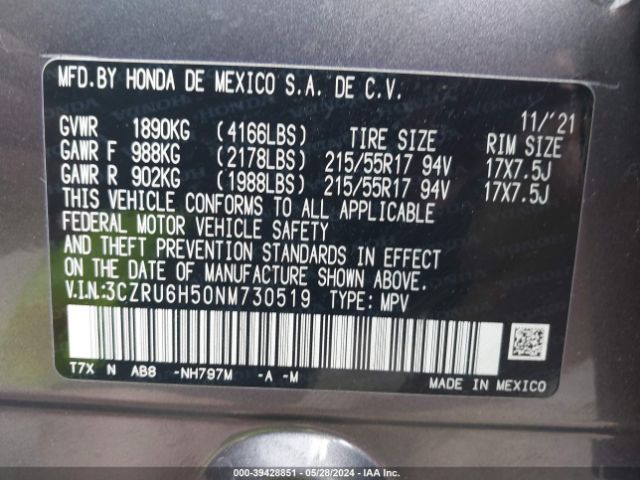 MFD. BY HONDA DE MEXICO S.A. DE C.V.
11/'21
GVWR 1890KG (4166LBS) TIRE SIZE RIM SIZE
GAWR F 988KG (2178LBS) 215/55R17 94V 17X7.5J
GAWR R 902KG (1988LBS) 215/55R17 94V 17X7.5J
THIS VEHICLE CONFORMS TO ALL APPLICABLE
FEDERAL MOTOR VEHICLE SAFETY
AND THEFT PREVENTION STANDARDS IN EFFECT
ON THE DATE OF MANUFACTURE SHOWN ABOVE.
V.I.N.:3CZRU6H50NM730519 TYPE: MPV
T7X N AB8 -NH797M -A -M
MADE IN MEXICO
000-39428851 | 05/28/2024 | IAA Inc.